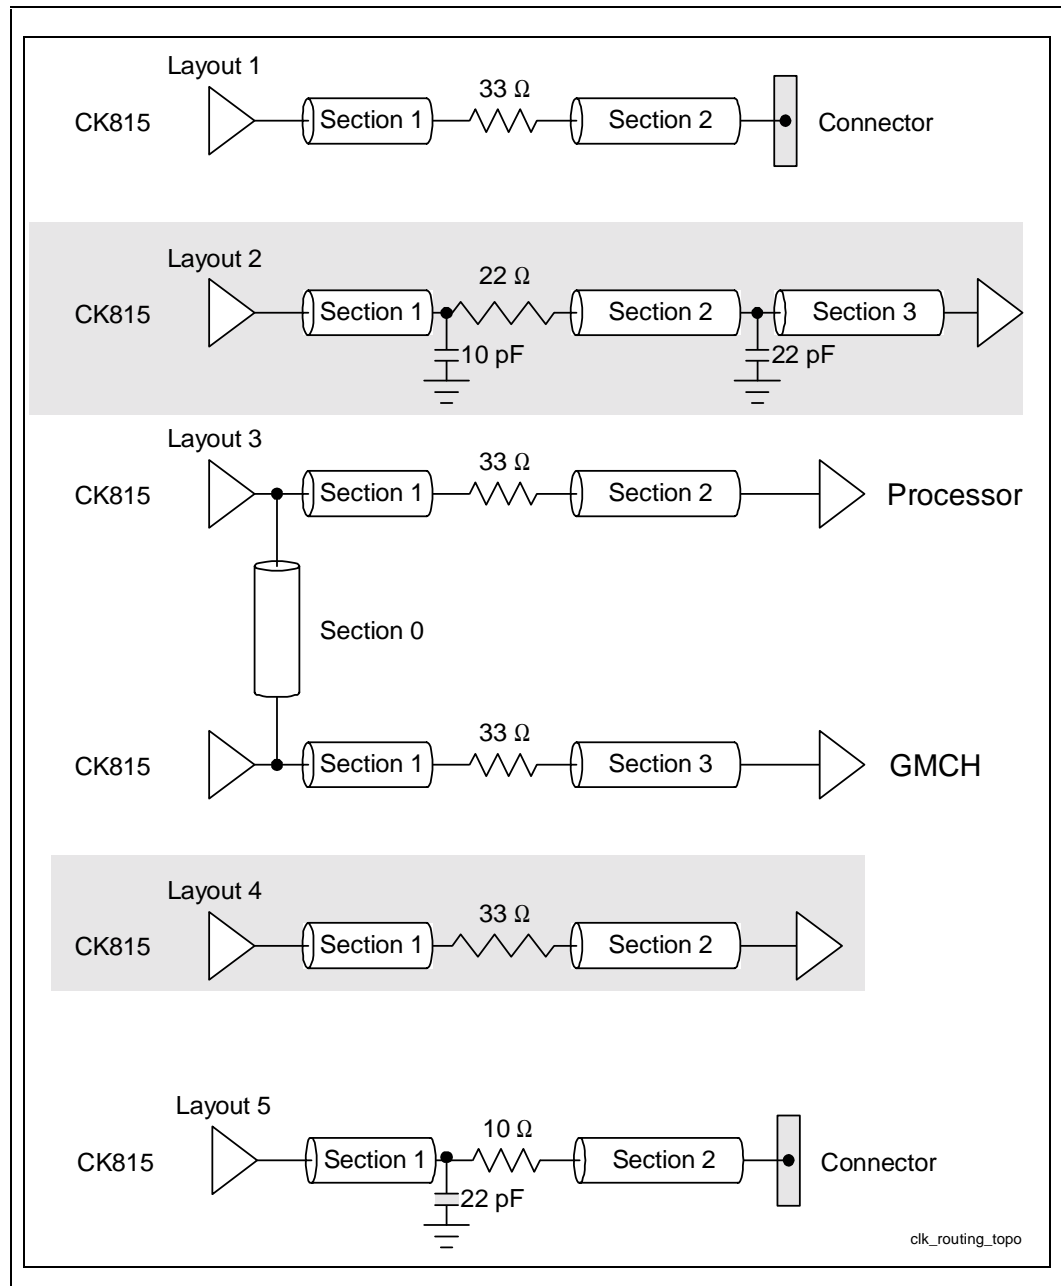 Layout 1
33 Ω
CK815
Section 1
Section 2
Connector
Layout 2
22 Ω
CK815
Section 1
Section 2
Section 3
10 pF
22 pF
Layout 3
33 Ω
CK815
Section 1
Section 2
Processor
Section 0
33 Ω
CK815
Section 1
Section 3
GMCH
Layout 4
33 Ω
CK815
Section 1
Section 2
Layout 5
10 Ω
CK815
Section 1
Section 2
Connector
22 pF
clk_routing_topo